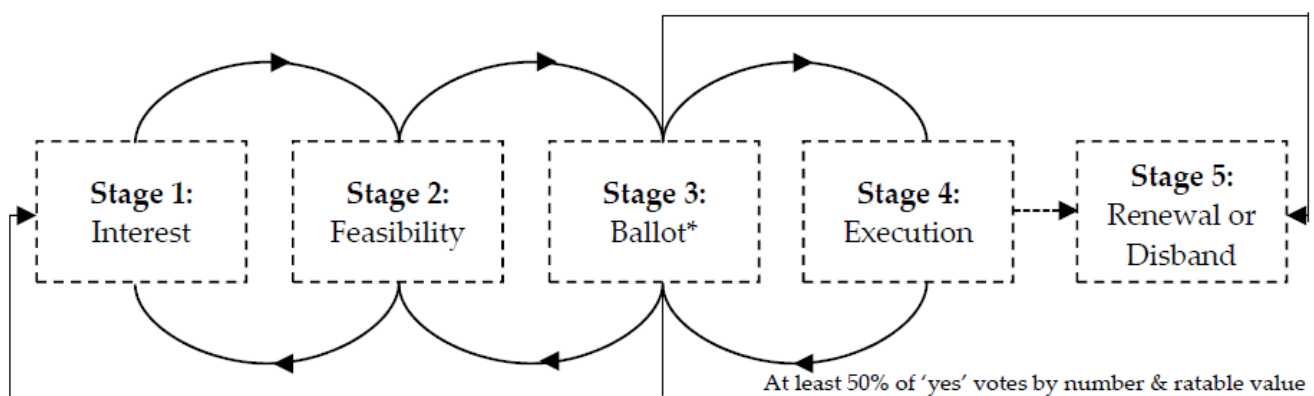 Stage 1:
Interest
Stage 2:
Feasibility
Stage 3:
Ballot*
Stage 4:
Execution
Stage 5:
Renewal or
Disband
At least 50% of ‘yes’ votes by number & ratable value